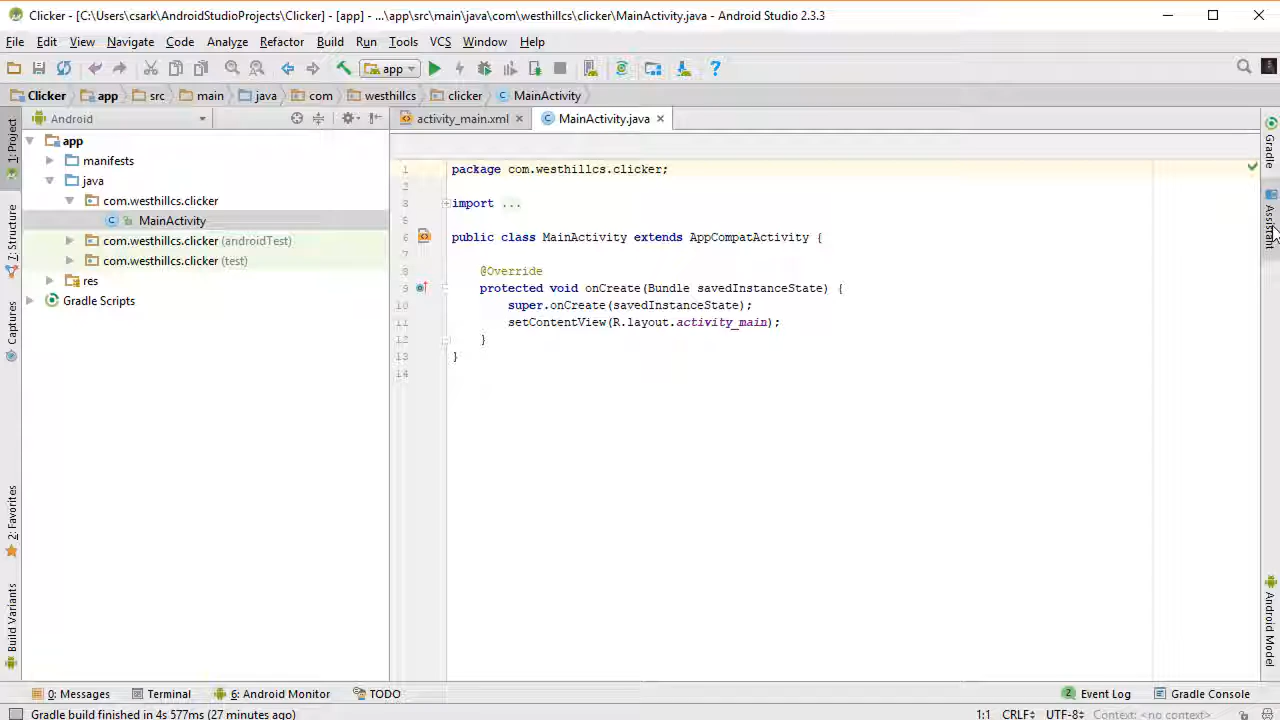 Clicker - [C:\Users\csark\AndroidStudioProjects\Clicker] - [app] - ...\app\src\main\java\com\westhillcs\clicker\MainActivity.java - Android Studio 2.3.3
File Edit View Navigate Code Analyze Refactor Build Run Tools VCS Window Help
app
Clicker app src main java com westhillcs clicker MainActivity
Android
activity_main.xml
MainActivity.java
1: Project
7: Structure
Captures
2: Favorites
Build Variants
app
manifests
java
com.westhillcs.clicker
MainActivity
com.westhillcs.clicker (androidTest)
com.westhillcs.clicker (test)
res
Gradle Scripts
1 package com.westhillcs.clicker;
2
3 import ...
5
6 public class MainActivity extends AppCompatActivity {
7
8 @Override
9 protected void onCreate(Bundle savedInstanceState) {
10 super.onCreate(savedInstanceState);
11 setContentView(R.layout.activity_main);
12 }
13 }
14
Gradle
Assistant
Android Model
0: Messages Terminal 6: Android Monitor TODO Event Log Gradle Console
Gradle build finished in 4s 577ms (27 minutes ago) 1:1 CRLF UTF-8 Context: <no context>